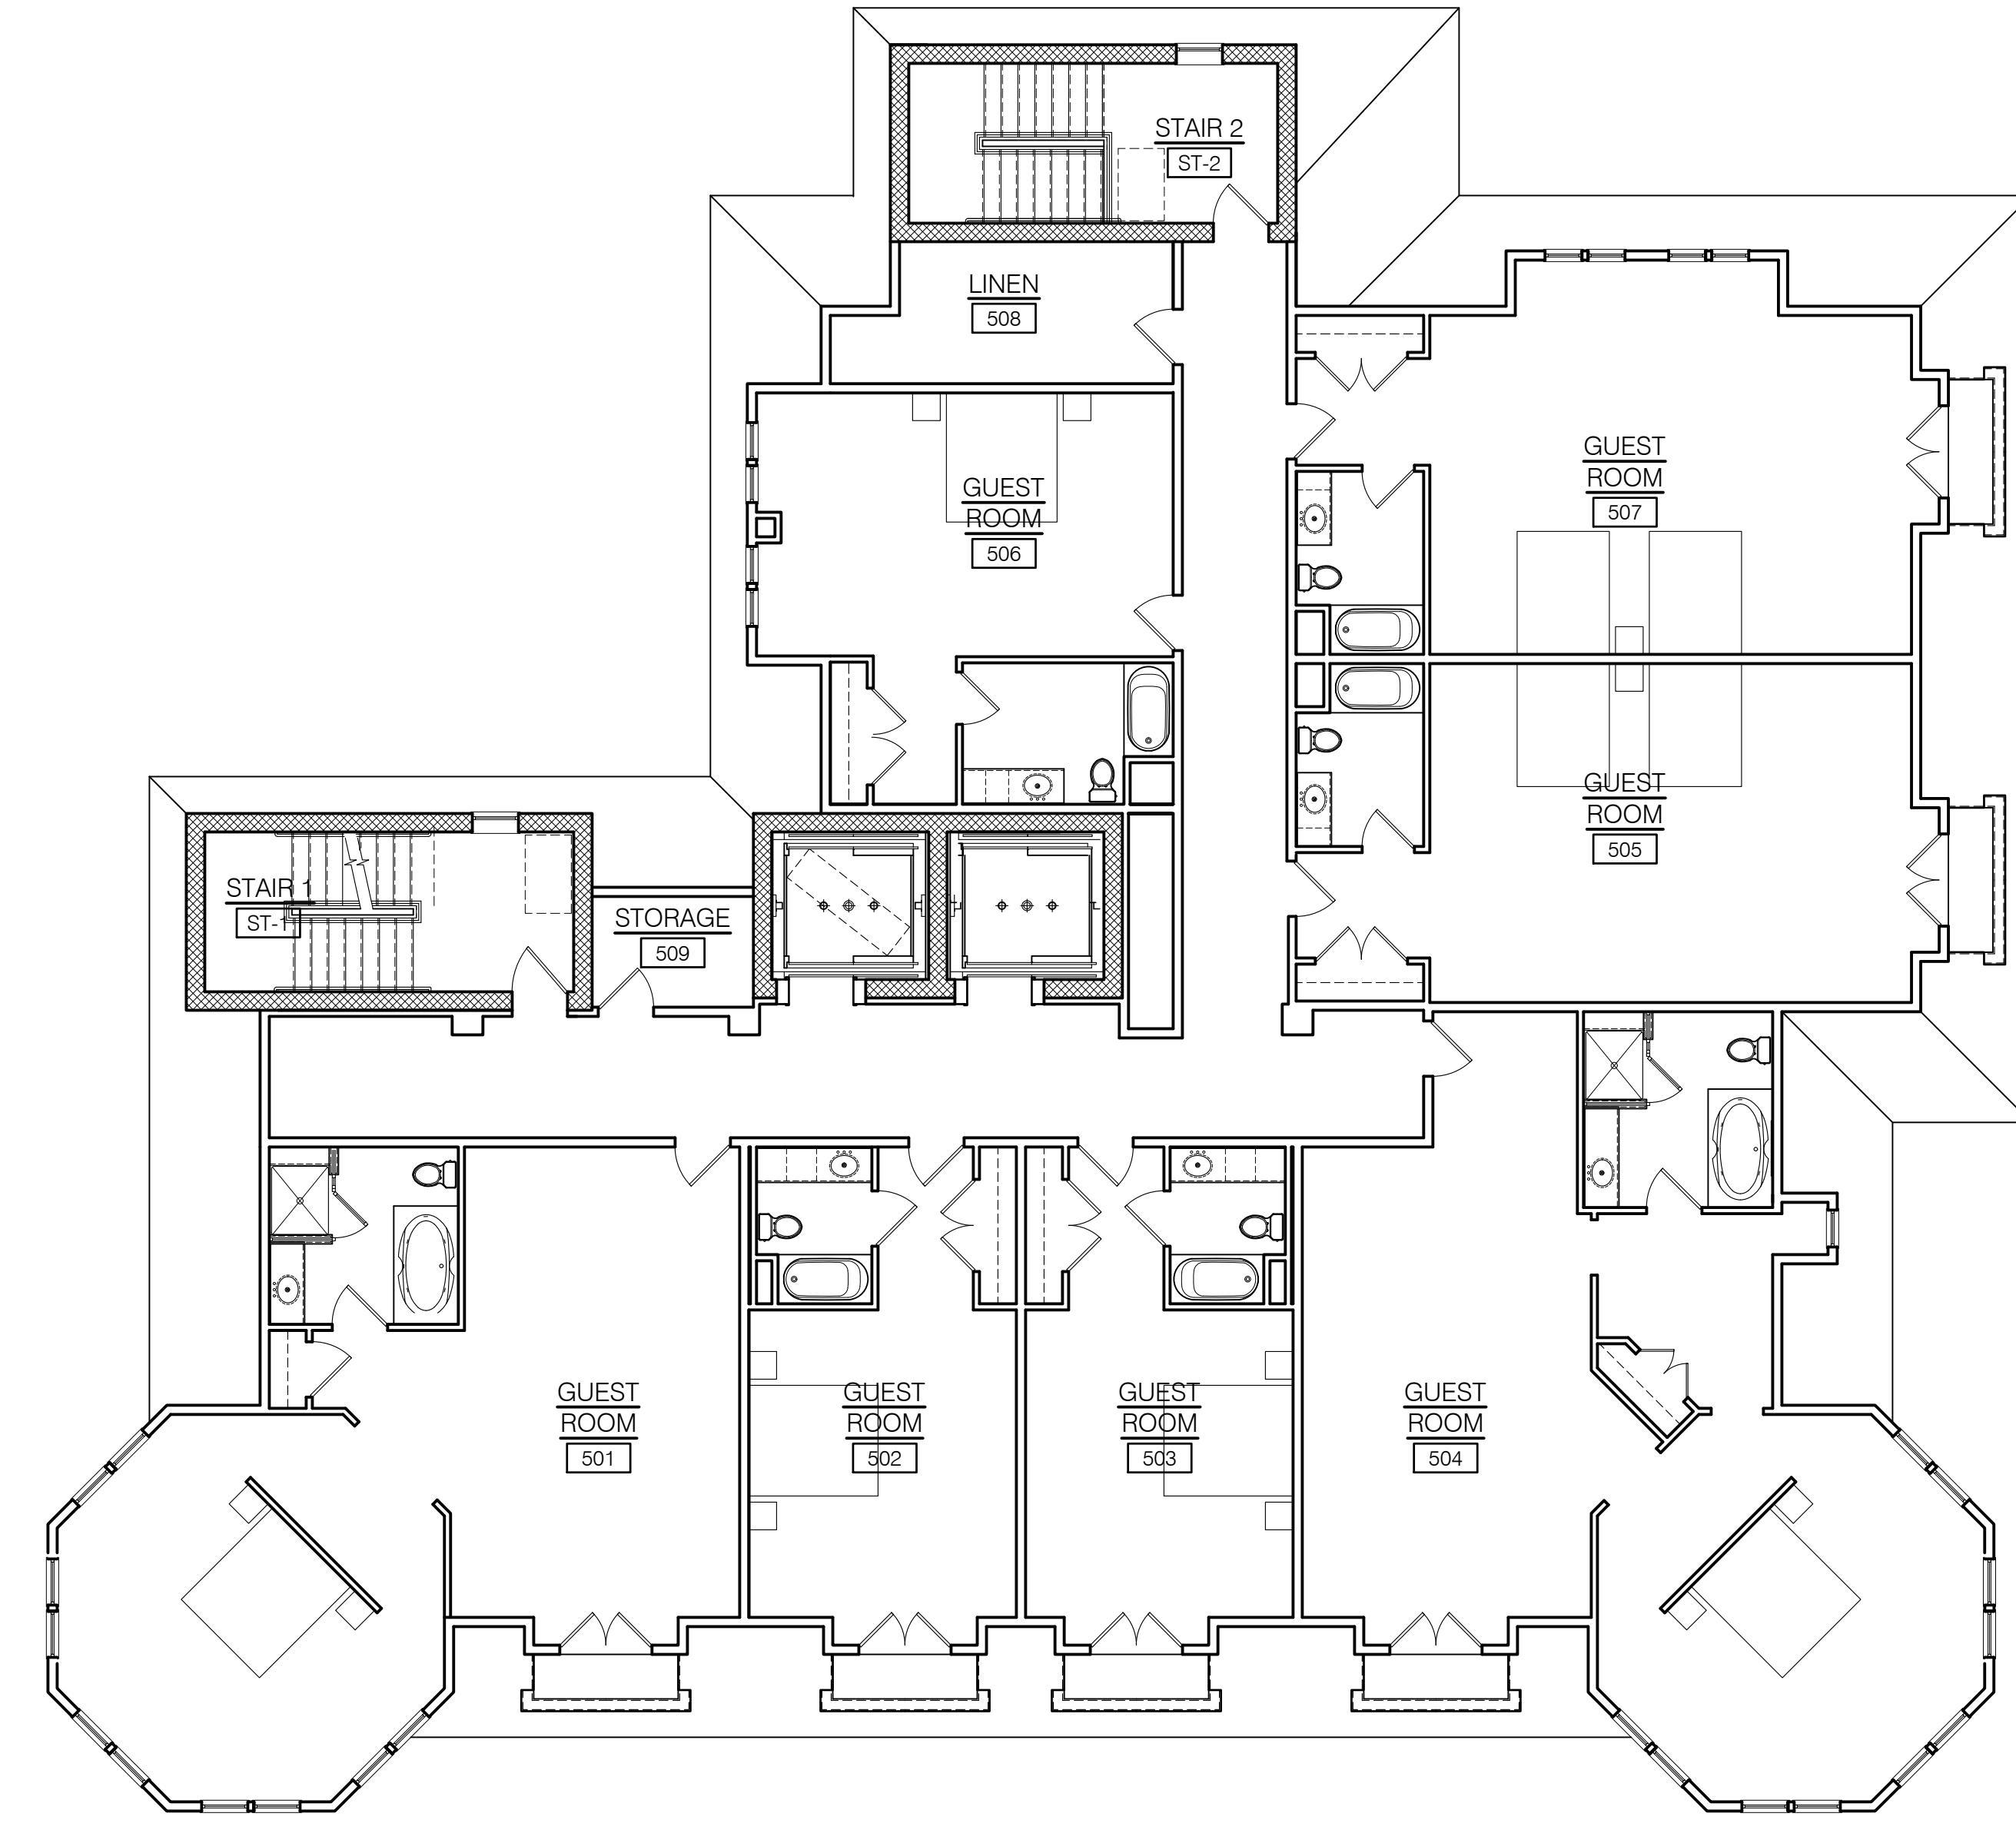 STAIR 2
ST-2
LINEN
508
GUEST
ROOM
507
GUEST
ROOM
506
GUEST
ROOM
505
STAIR 1
ST-1
STORAGE
509
GUEST
ROOM
501
GUEST
ROOM
502
GUEST
ROOM
503
GUEST
ROOM
504